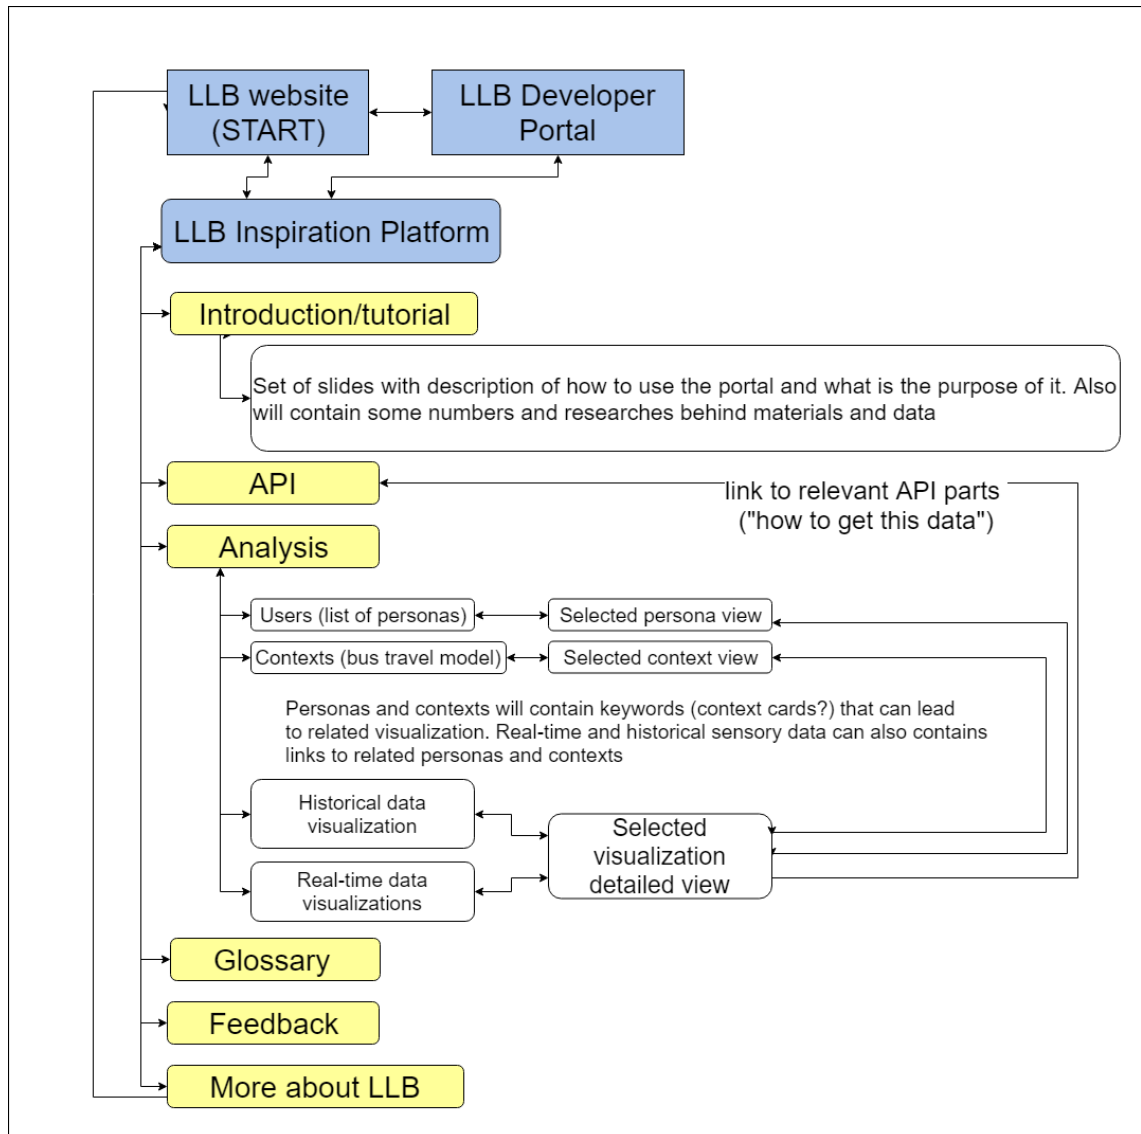 LLB website
(START)
LLB Developer
Portal
LLB Inspiration Platform
Introduction/tutorial
Set of slides with description of how to use the portal and what is the purpose of it. Also
will contain some numbers and researches behind materials and data
API
link to relevant API parts
("how to get this data")
Analysis
Users (list of personas)
Selected persona view
Contexts (bus travel model)
Selected context view
Personas and contexts will contain keywords (context cards?) that can lead
to related visualization. Real-time and historical sensory data can also contains
links to related personas and contexts
Historical data
visualization
Selected
visualization
detailed view
Real-time data
visualizations
Glossary
Feedback
More about LLB